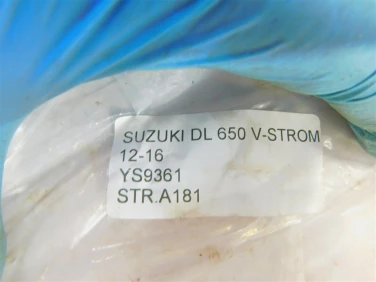 SUZUKI DL 650 V-STROM
12-16
YS9361
STR.A181